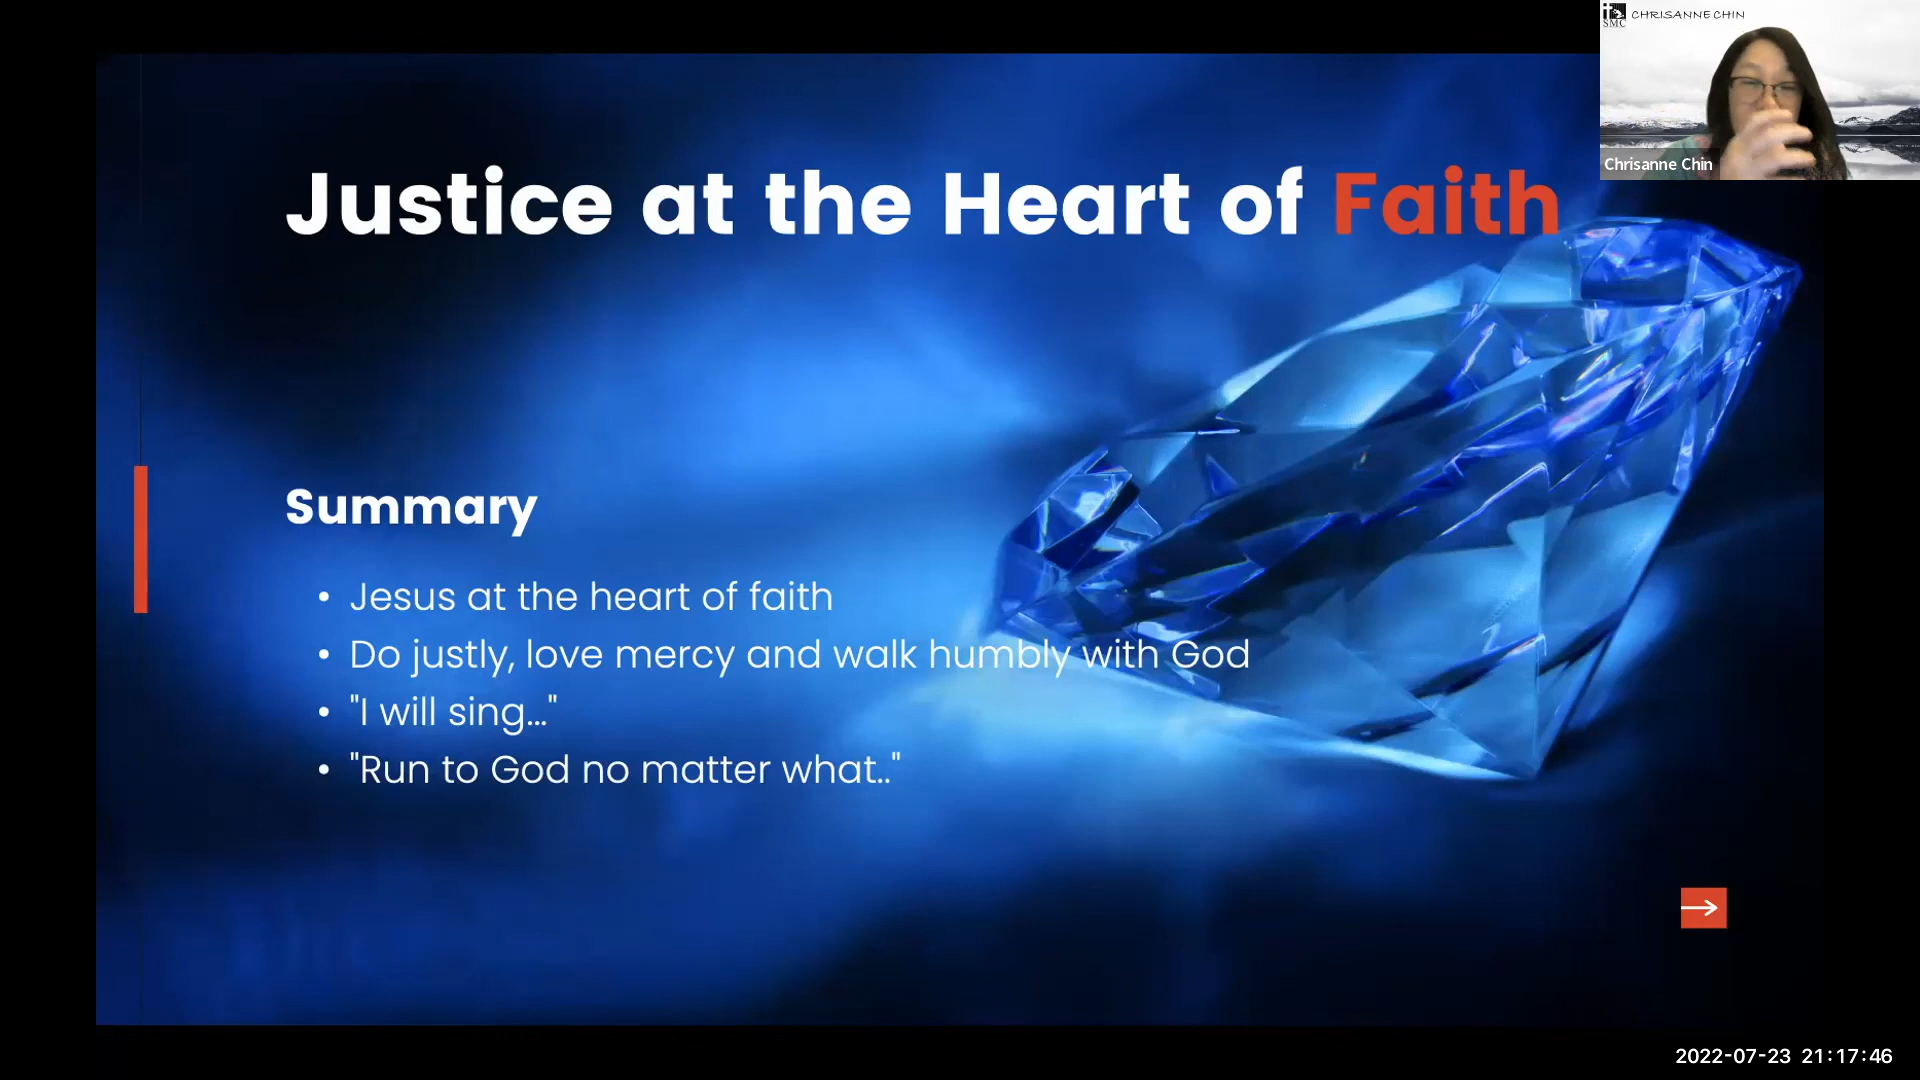 SMC
CHRISANNE CHIN
Chrisanne Chin
Justice at the Heart of Faith
Summary
• Jesus at the heart of faith
• Do justly, love mercy and walk humbly with God
• "I will sing..."
• "Run to God no matter what.."
2022-07-23 21:17:46